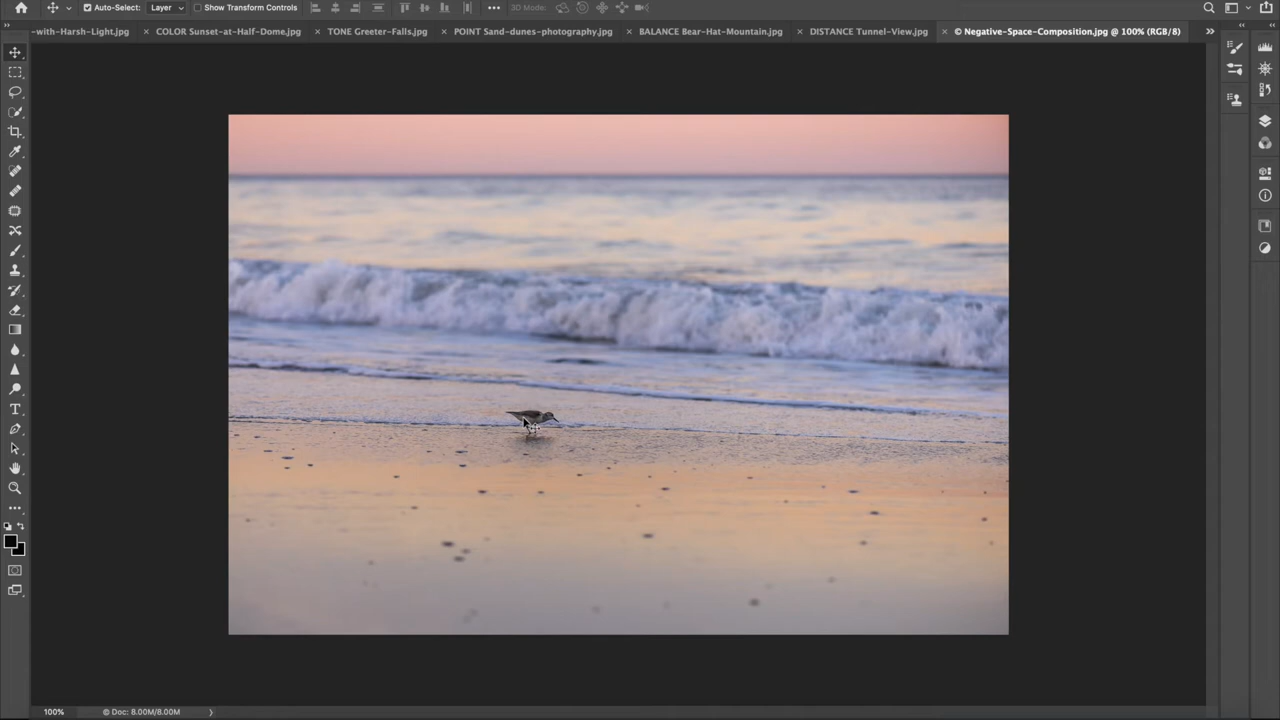 Auto-Select: Layer Show Transform Controls ••• 3D Mode:
-with-Harsh-Light.jpg × COLOR Sunset-at-Half-Dome.jpg × TONE Greeter-Falls.jpg × POINT Sand-dunes-photography.jpg × BALANCE Bear-Hat-Mountain.jpg × DISTANCE Tunnel-View.jpg × © Negative-Space-Composition.jpg @ 100% (RGB/8)
100% © Doc: 8.00M/8.00M